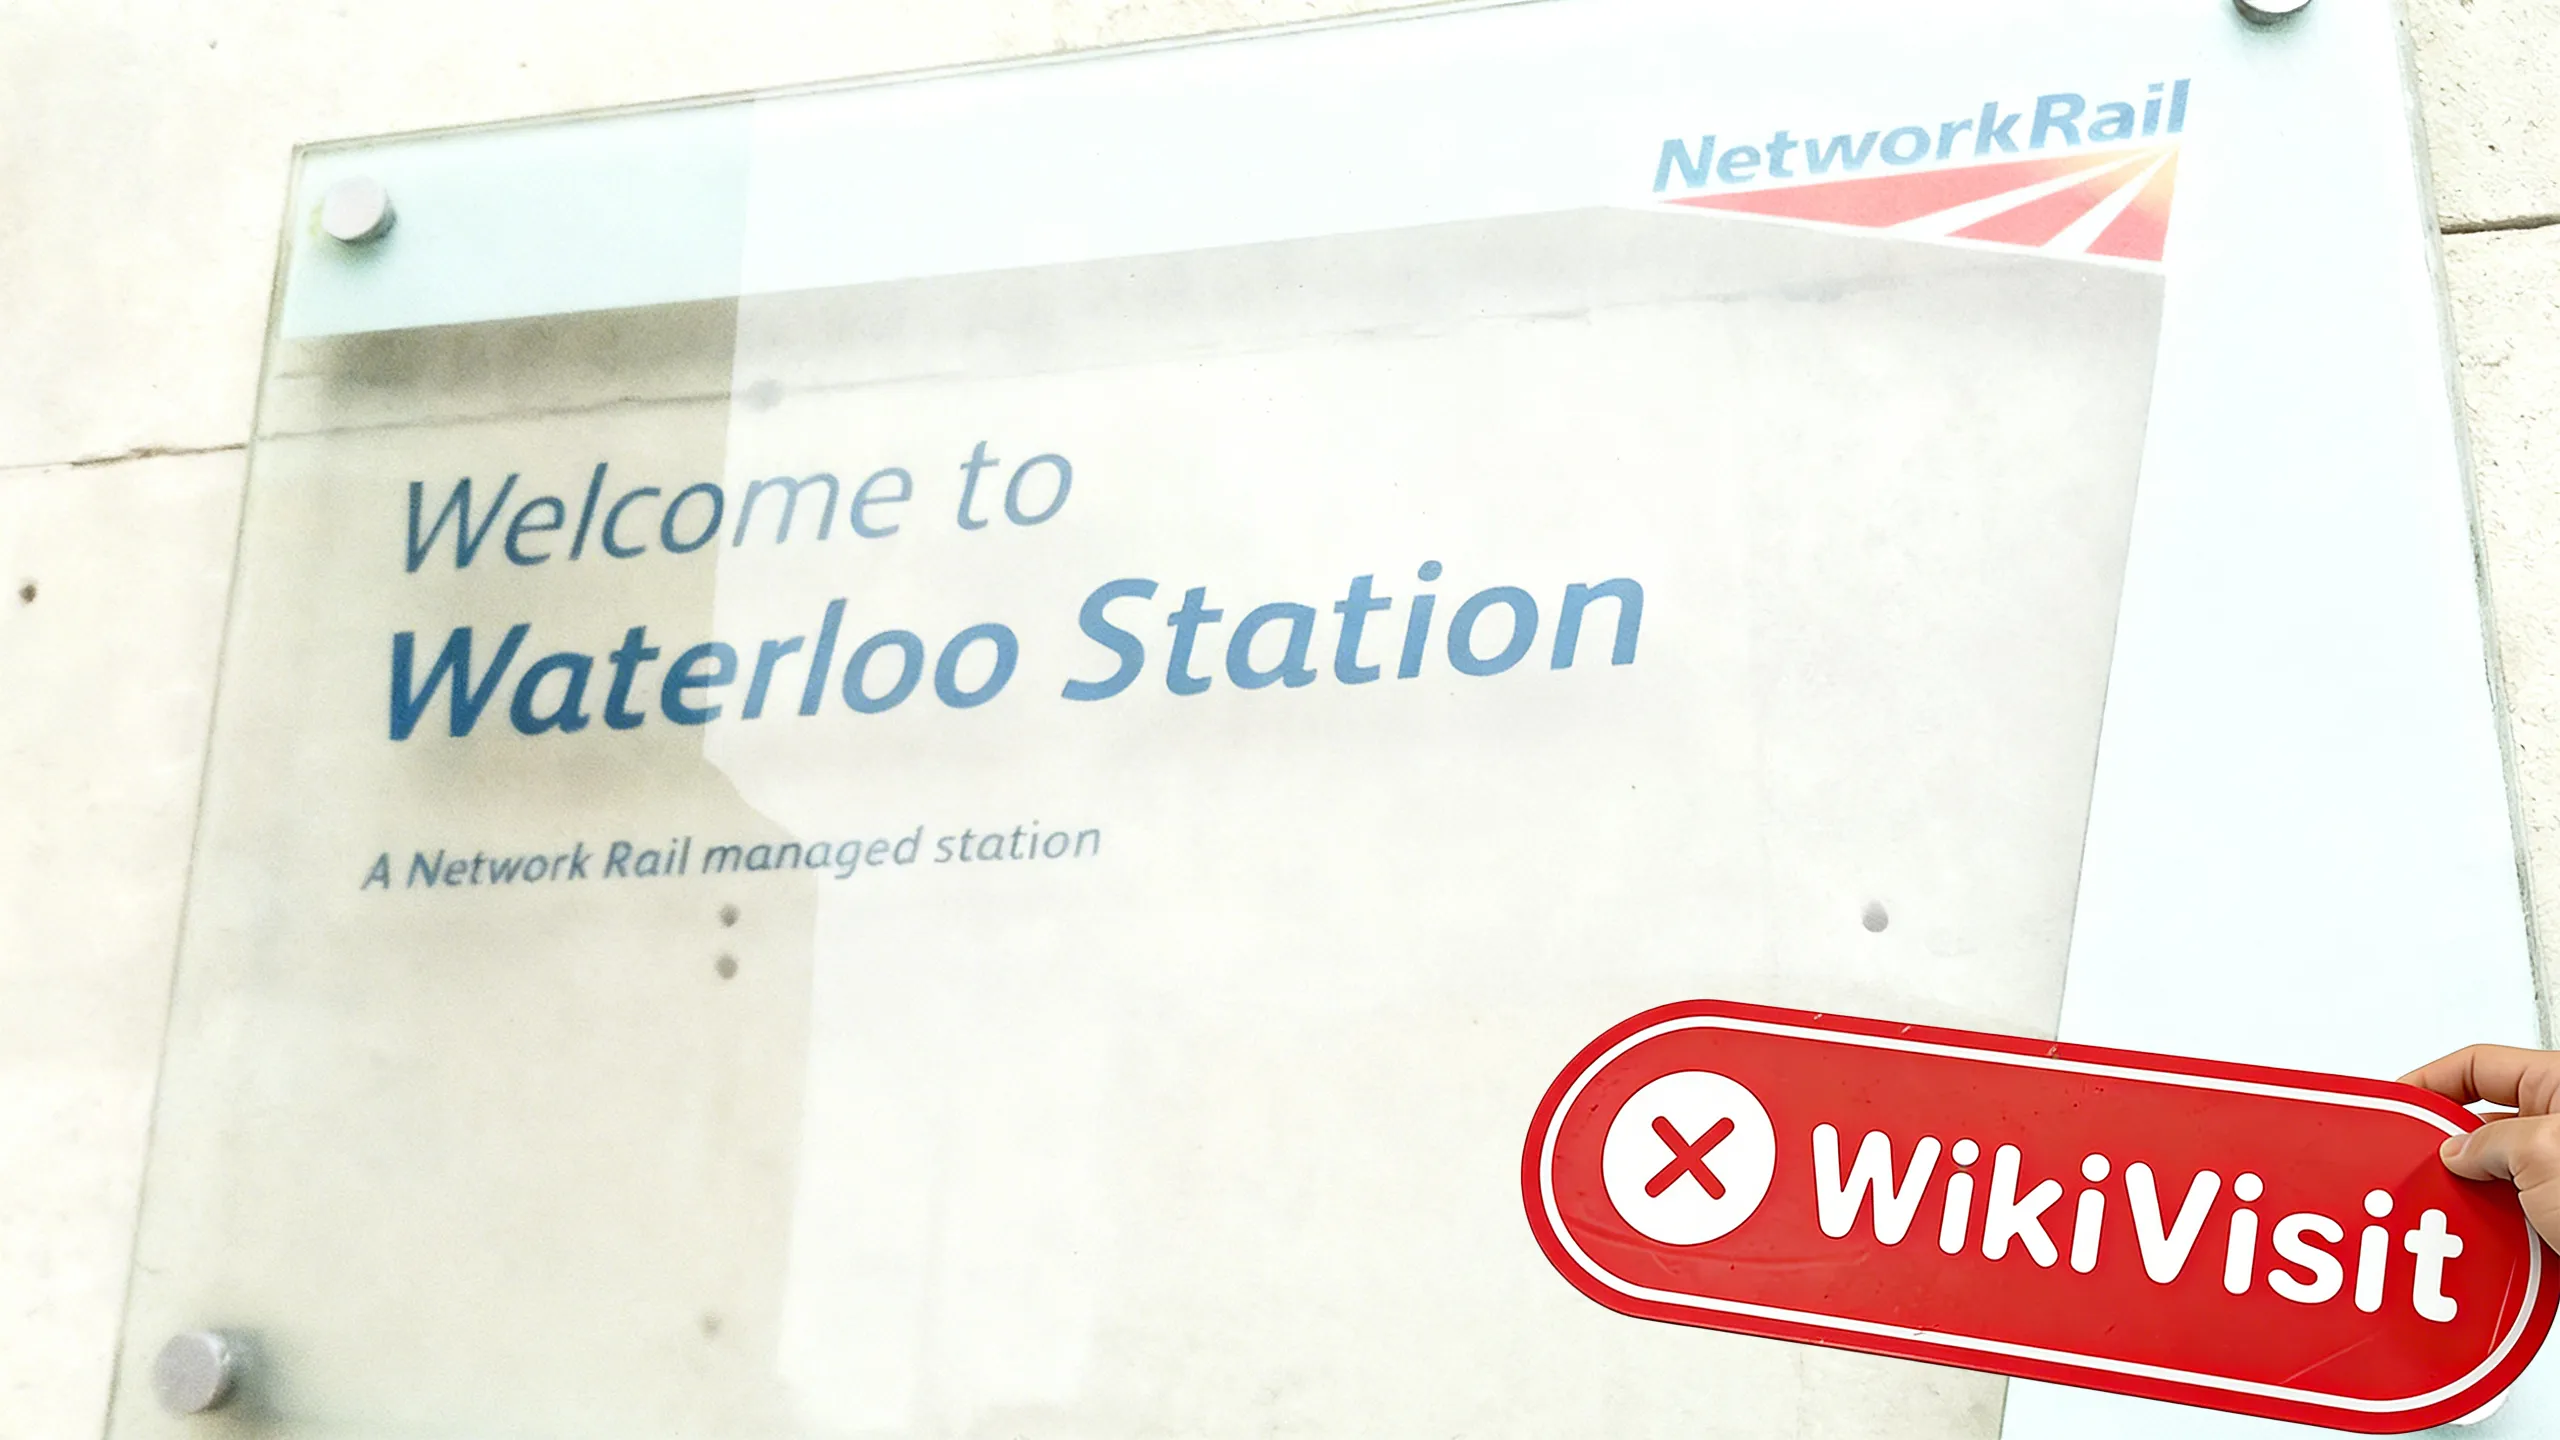 NetworkRail
Welcome to
Waterloo Station
A Network Rail managed station
WikiVisit